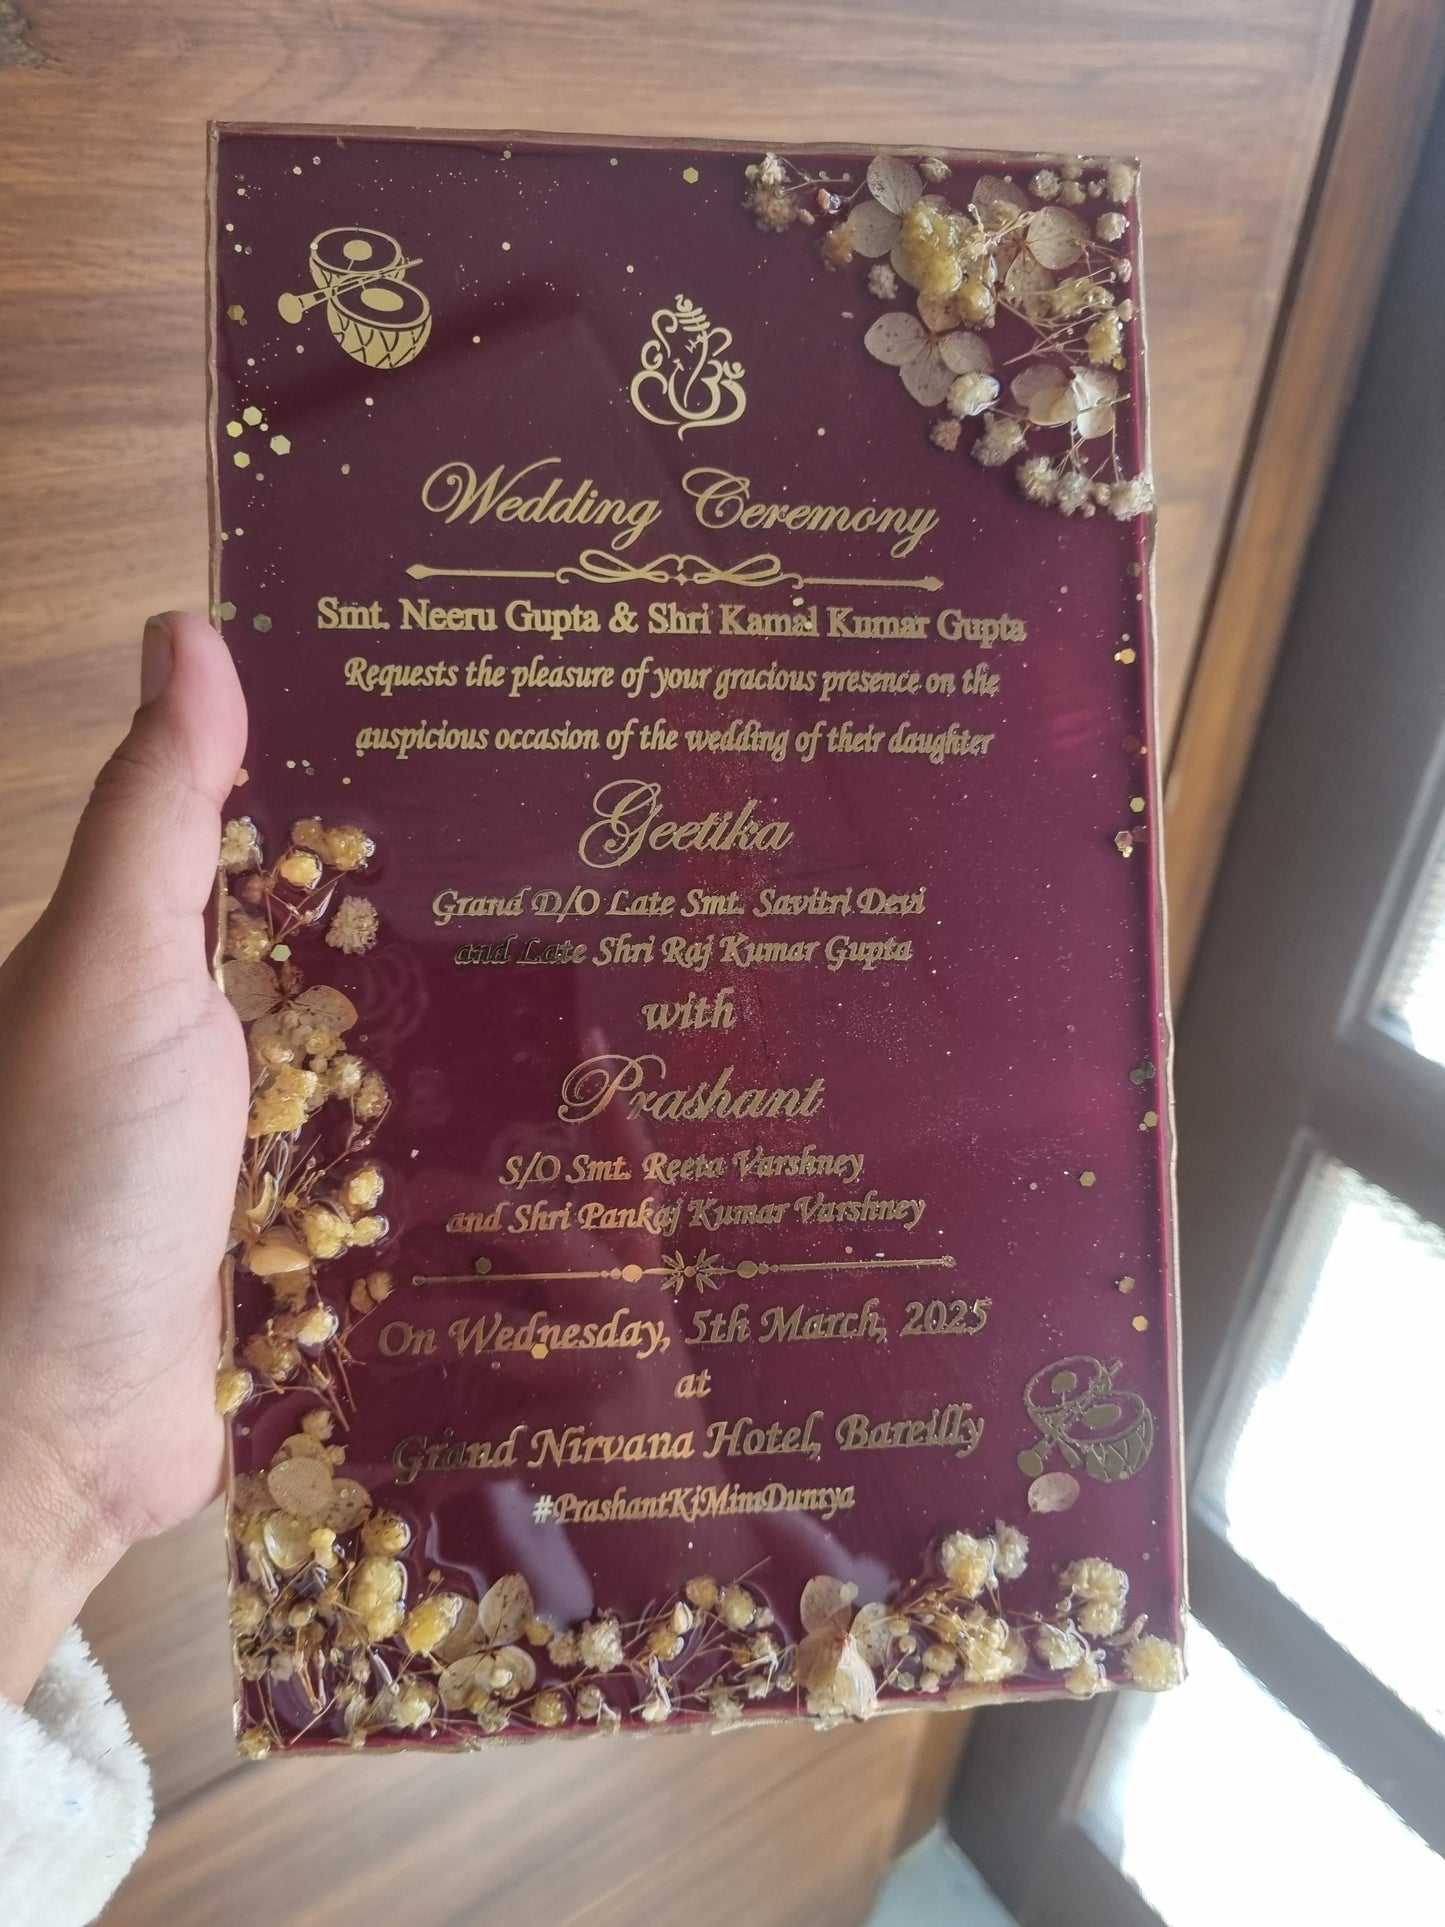 Wedding Ceremony
Smt. Neeru Gupta & Shri Kamal Kumar Gupta
Requests the pleasure of your gracious presence on the
auspicious occasion of the wedding of their daughter
Geetika
Grand D/O Late Smt. Savitri Devi
and Late Shri Raj Kumar Gupta
with
Prashant
S/O Smt. Reeta Varshney
and Shri Pankaj Kumar Varshney
On Wednesday, 5th March, 2025
at
Grand Nirvana Hotel, Bareilly
#PrashantKiMiniDuniya